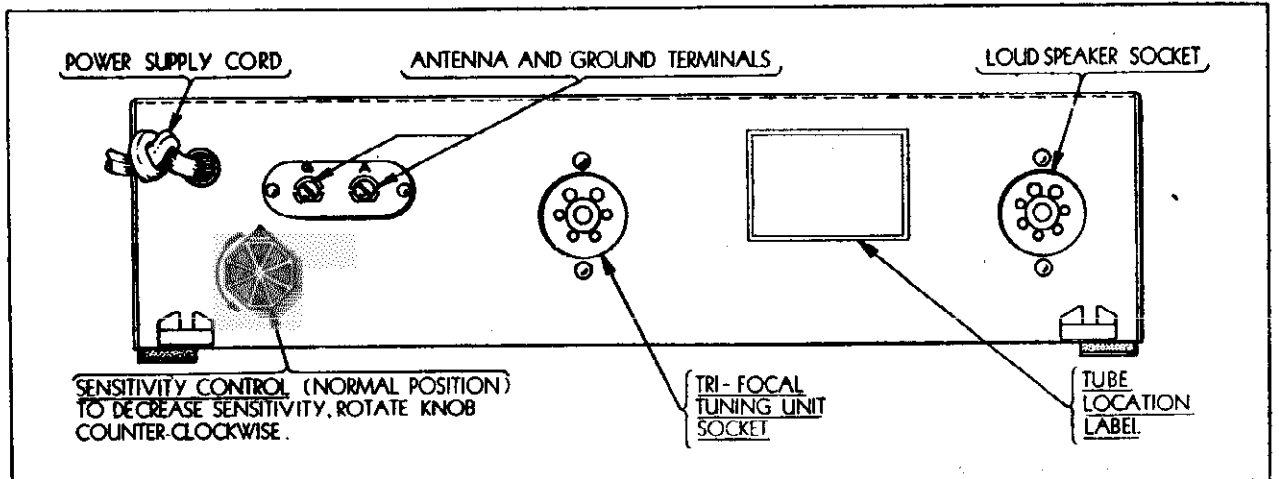 POWER SUPPLY CORD
ANTENNA AND GROUND TERMINALS
LOUD SPEAKER SOCKET
G A
SENSITIVITY CONTROL (NORMAL POSITION)
TO DECREASE SENSITIVITY, ROTATE KNOB
COUNTER-CLOCKWISE.
TRI-FOCAL
TUNING UNIT
SOCKET
TUBE
LOCATION
LABEL